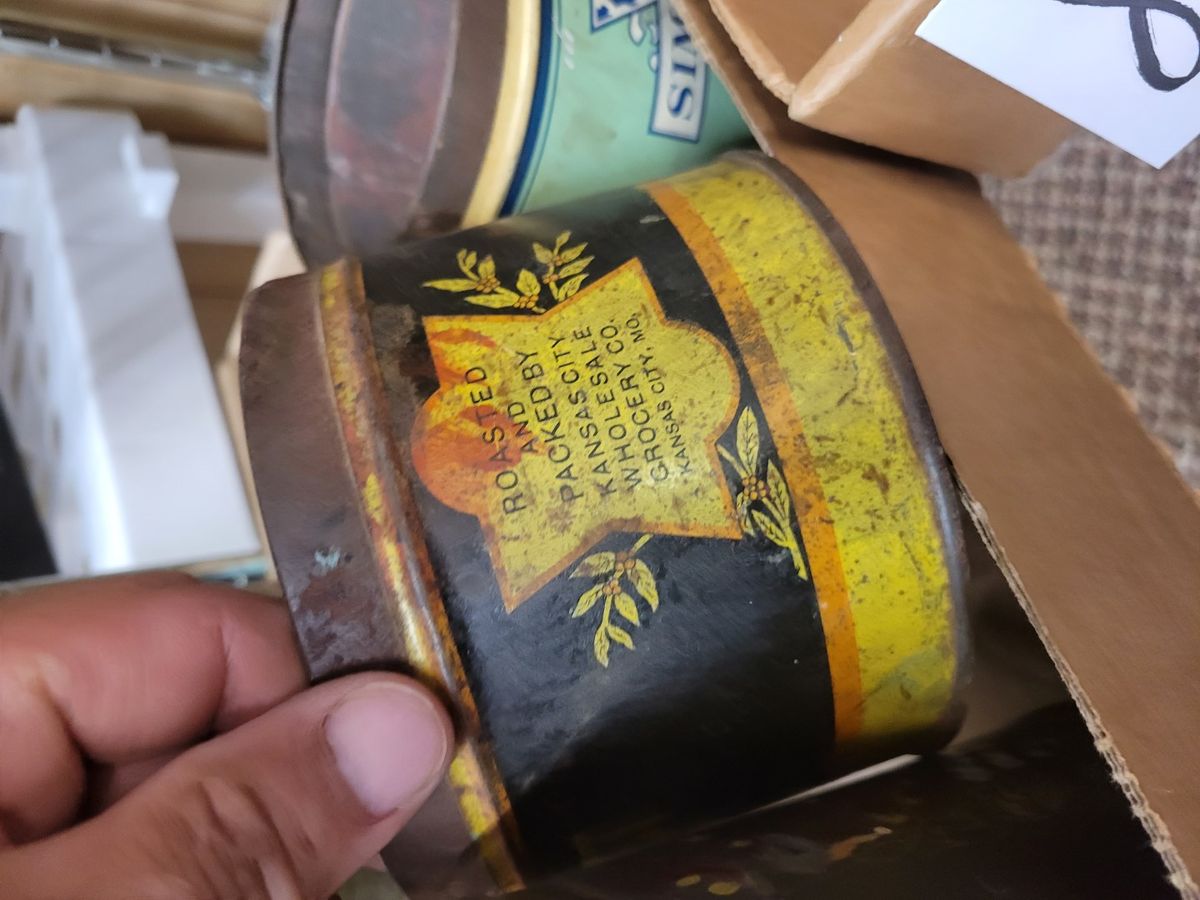 ROASTED
AND
PACKED BY
KANSAS CITY
WHOLESALE
GROCERY CO.
KANSAS CITY, MO.